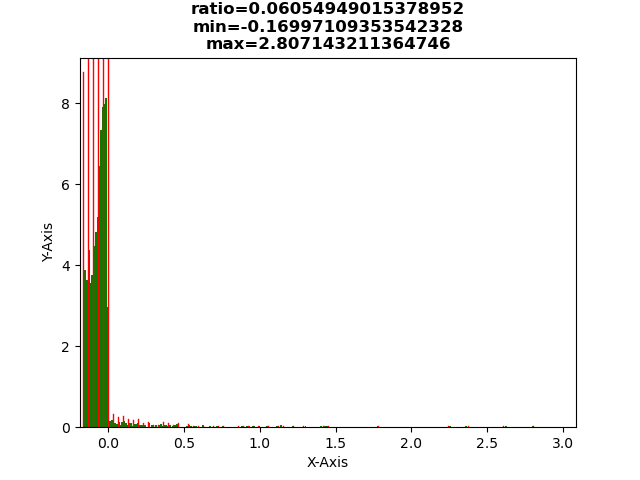 ratio=0.06054949015378952
min=-0.16997109353542328
max=2.807143211364746
8
6
4
2
0
Y-Axis
0.0 0.5 1.0 1.5 2.0 2.5 3.0
X-Axis